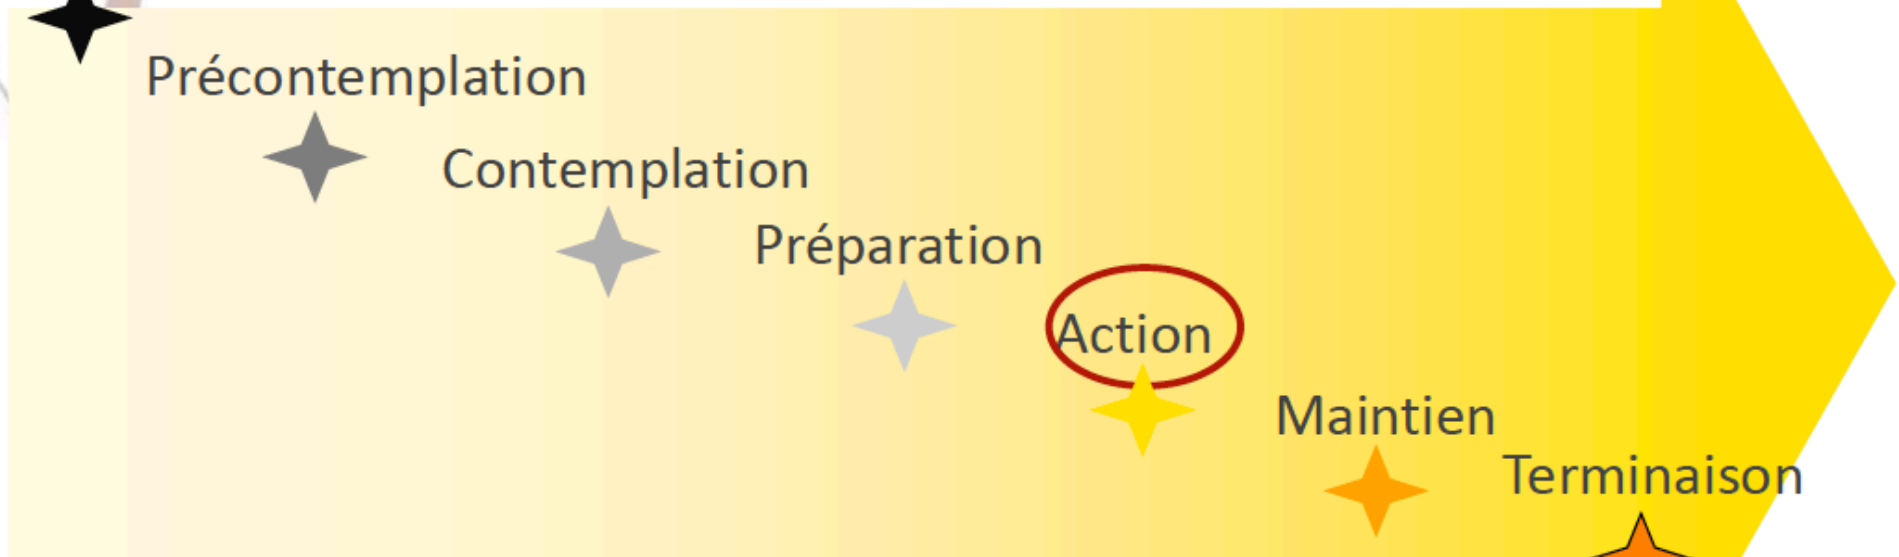 Précontemplation
Contemplation
Préparation
Action
Maintien
Terminaison